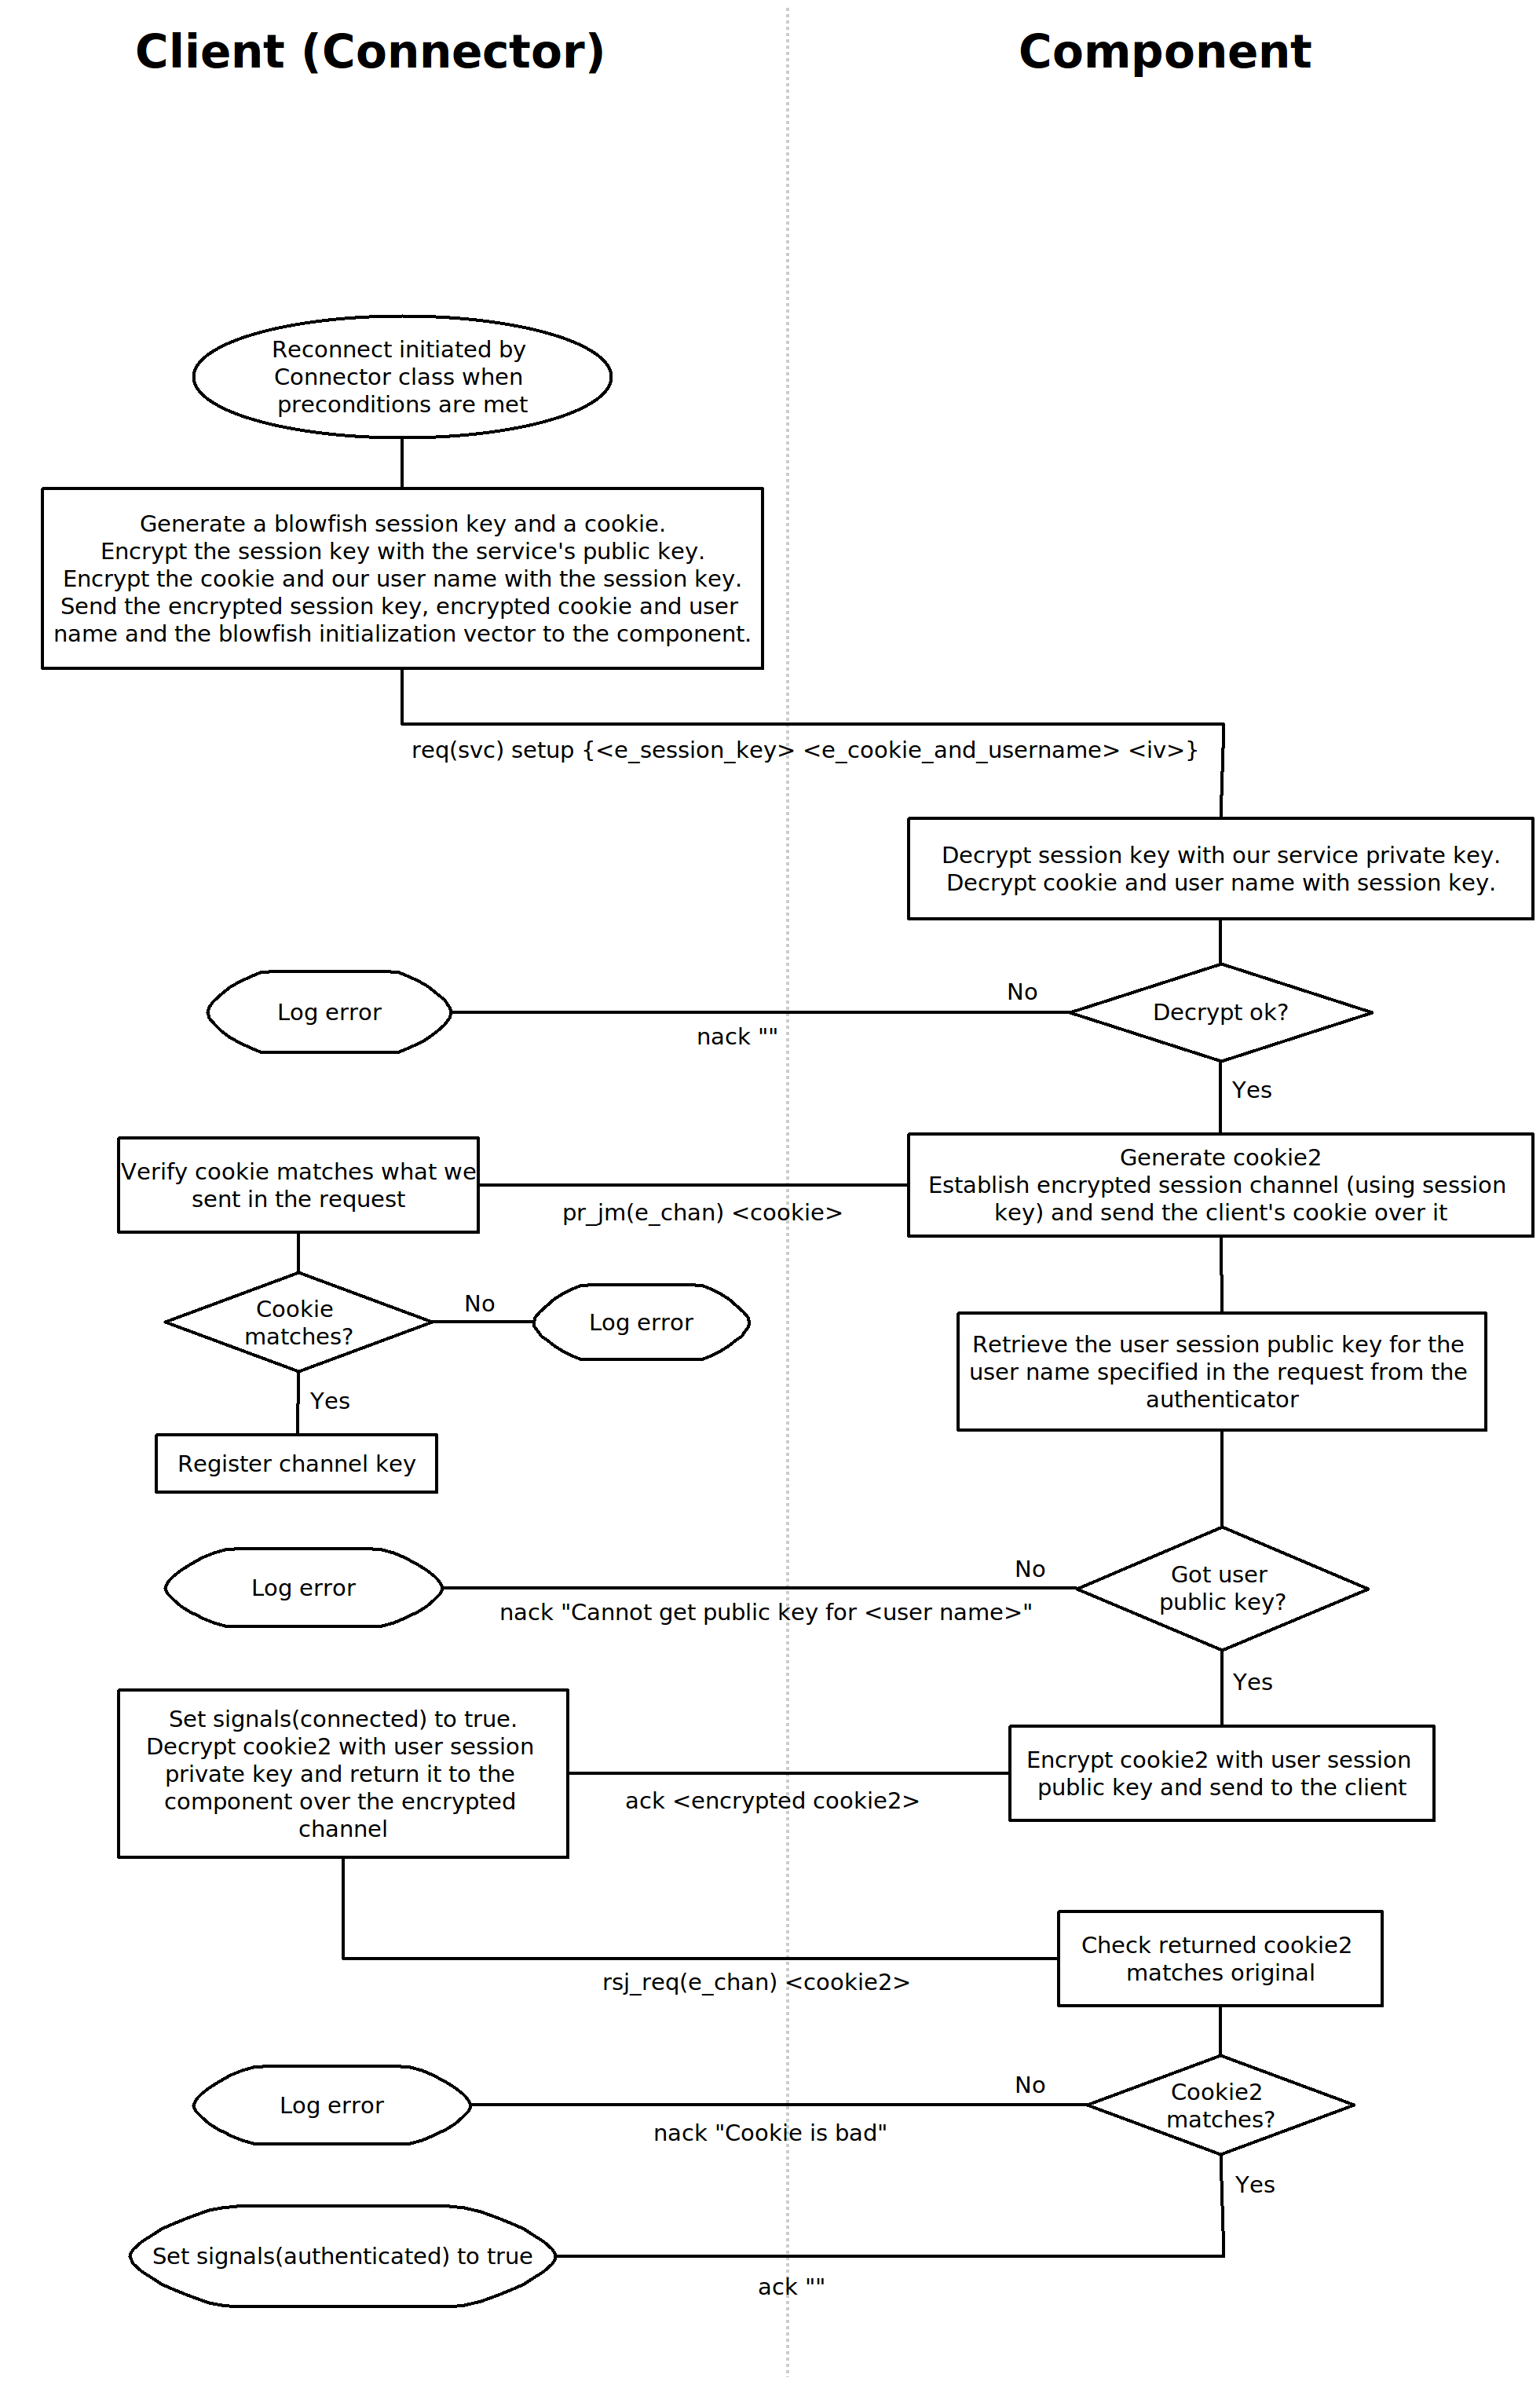 Client (Connector)
Component
Reconnect initiated by
Connector class when
preconditions are met
Generate a blowfish session key and a cookie.
Encrypt the session key with the service's public key.
Encrypt the cookie and our user name with the session key.
Send the encrypted session key, encrypted cookie and user
name and the blowfish initialization vector to the component.
req(svc) setup {<e_session_key> <e_cookie_and_username> <iv>}
Decrypt session key with our service private key.
Decrypt cookie and user name with session key.
Decrypt ok?
No
nack ""
Log error
Yes
Generate cookie2
Establish encrypted session channel (using session
key) and send the client's cookie over it
pr_jm(e_chan) <cookie>
Verify cookie matches what we
sent in the request
Cookie
matches?
No
Log error
Yes
Register channel key
Retrieve the user session public key for the
user name specified in the request from the
authenticator
Got user
public key?
No
nack "Cannot get public key for <user name>"
Log error
Yes
Encrypt cookie2 with user session
public key and send to the client
ack <encrypted cookie2>
Set signals(connected) to true.
Decrypt cookie2 with user session
private key and return it to the
component over the encrypted
channel
rsj_req(e_chan) <cookie2>
Check returned cookie2
matches original
Cookie2
matches?
No
nack "Cookie is bad"
Log error
Yes
ack ""
Set signals(authenticated) to true